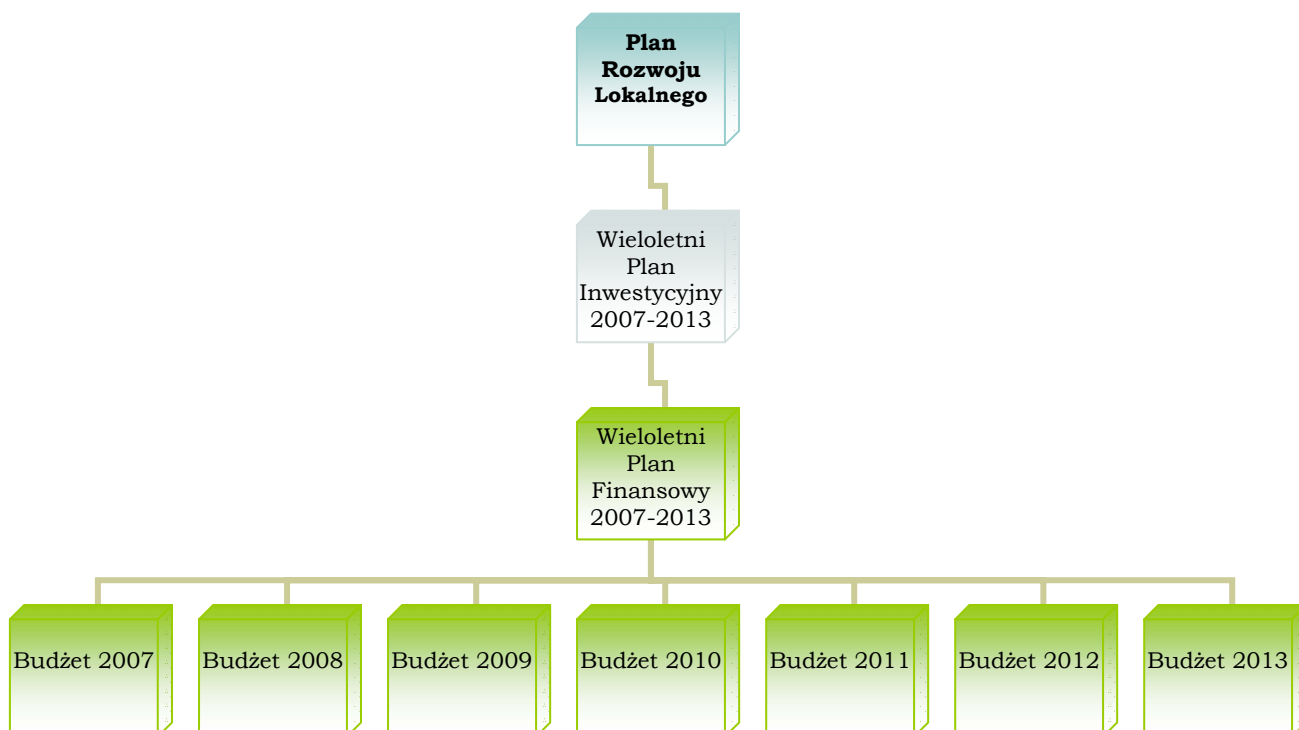 Plan
Rozwoju
Lokalnego
Wieloletni
Plan
Inwestycyjny
2007-2013
Wieloletni
Plan
Finansowy
2007-2013
Budżet 2007
Budżet 2008
Budżet 2009
Budżet 2010
Budżet 2011
Budżet 2012
Budżet 2013